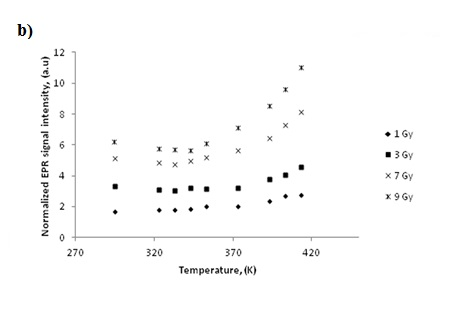 b)
12
10
8
6
4
2
0
Normalized EPR signal intensity, (a.u)
270 320 370 420
Temperature, (K)
1 Gy
3 Gy
7 Gy
9 Gy